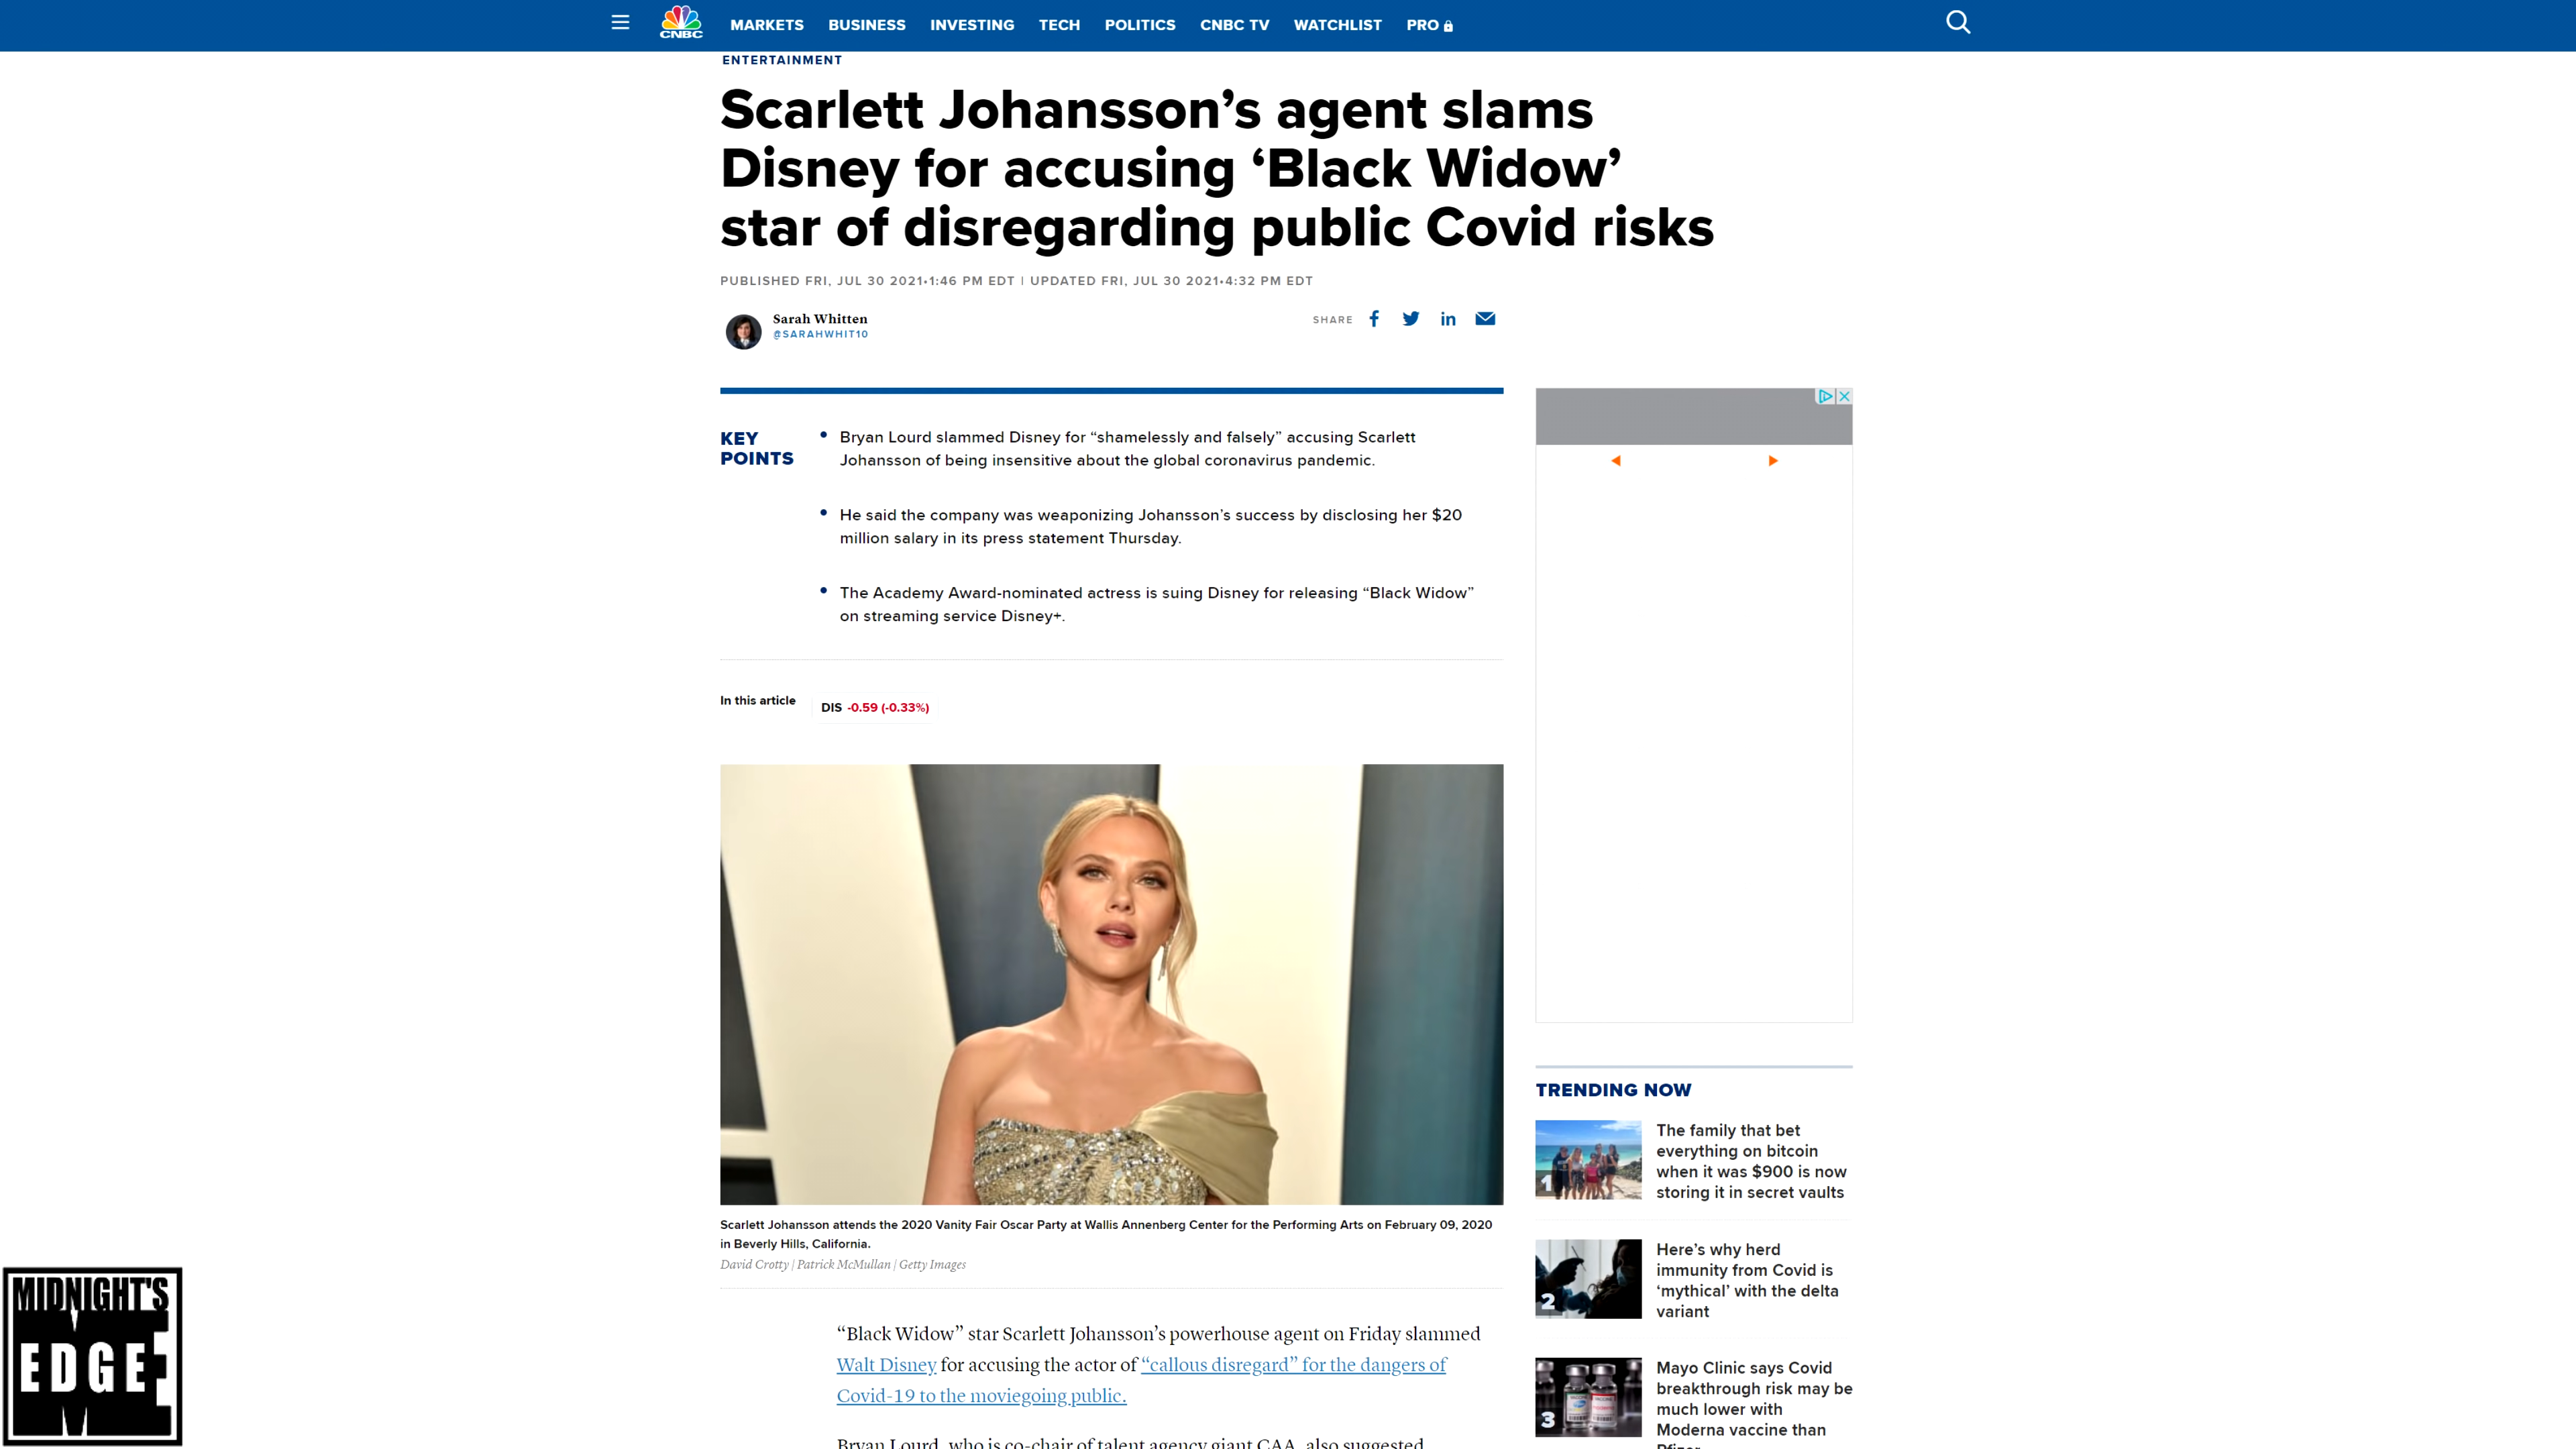 CNBC
MARKETS BUSINESS INVESTING TECH POLITICS CNBC TV WATCHLIST PRO
ENTERTAINMENT
Scarlett Johansson’s agent slams
Disney for accusing ‘Black Widow’
star of disregarding public Covid risks
PUBLISHED FRI, JUL 30 2021•1:46 PM EDT | UPDATED FRI, JUL 30 2021•4:32 PM EDT
Sarah Whitten
@SARAHWHIT10
SHARE
KEY
POINTS
Bryan Lourd slammed Disney for “shamelessly and falsely” accusing Scarlett
Johansson of being insensitive about the global coronavirus pandemic.
He said the company was weaponizing Johansson’s success by disclosing her $20
million salary in its press statement Thursday.
The Academy Award-nominated actress is suing Disney for releasing “Black Widow”
on streaming service Disney+.
In this article
DIS -0.59 (-0.33%)
Scarlett Johansson attends the 2020 Vanity Fair Oscar Party at Wallis Annenberg Center for the Performing Arts on February 09, 2020
in Beverly Hills, California.
David Crotty | Patrick McMullan | Getty Images
“Black Widow” star Scarlett Johansson’s powerhouse agent on Friday slammed
Walt Disney for accusing the actor of “callous disregard” for the dangers of
Covid-19 to the moviegoing public.
Bryan Lourd, who is co-chair of talent agency giant CAA, also suggested
TRENDING NOW
1
The family that bet
everything on bitcoin
when it was $900 is now
storing it in secret vaults
2
Here’s why herd
immunity from Covid is
‘mythical’ with the delta
variant
3
Mayo Clinic says Covid
breakthrough risk may be
much lower with
Moderna vaccine than
Pfizer
MIDNIGHT'S
EDGE